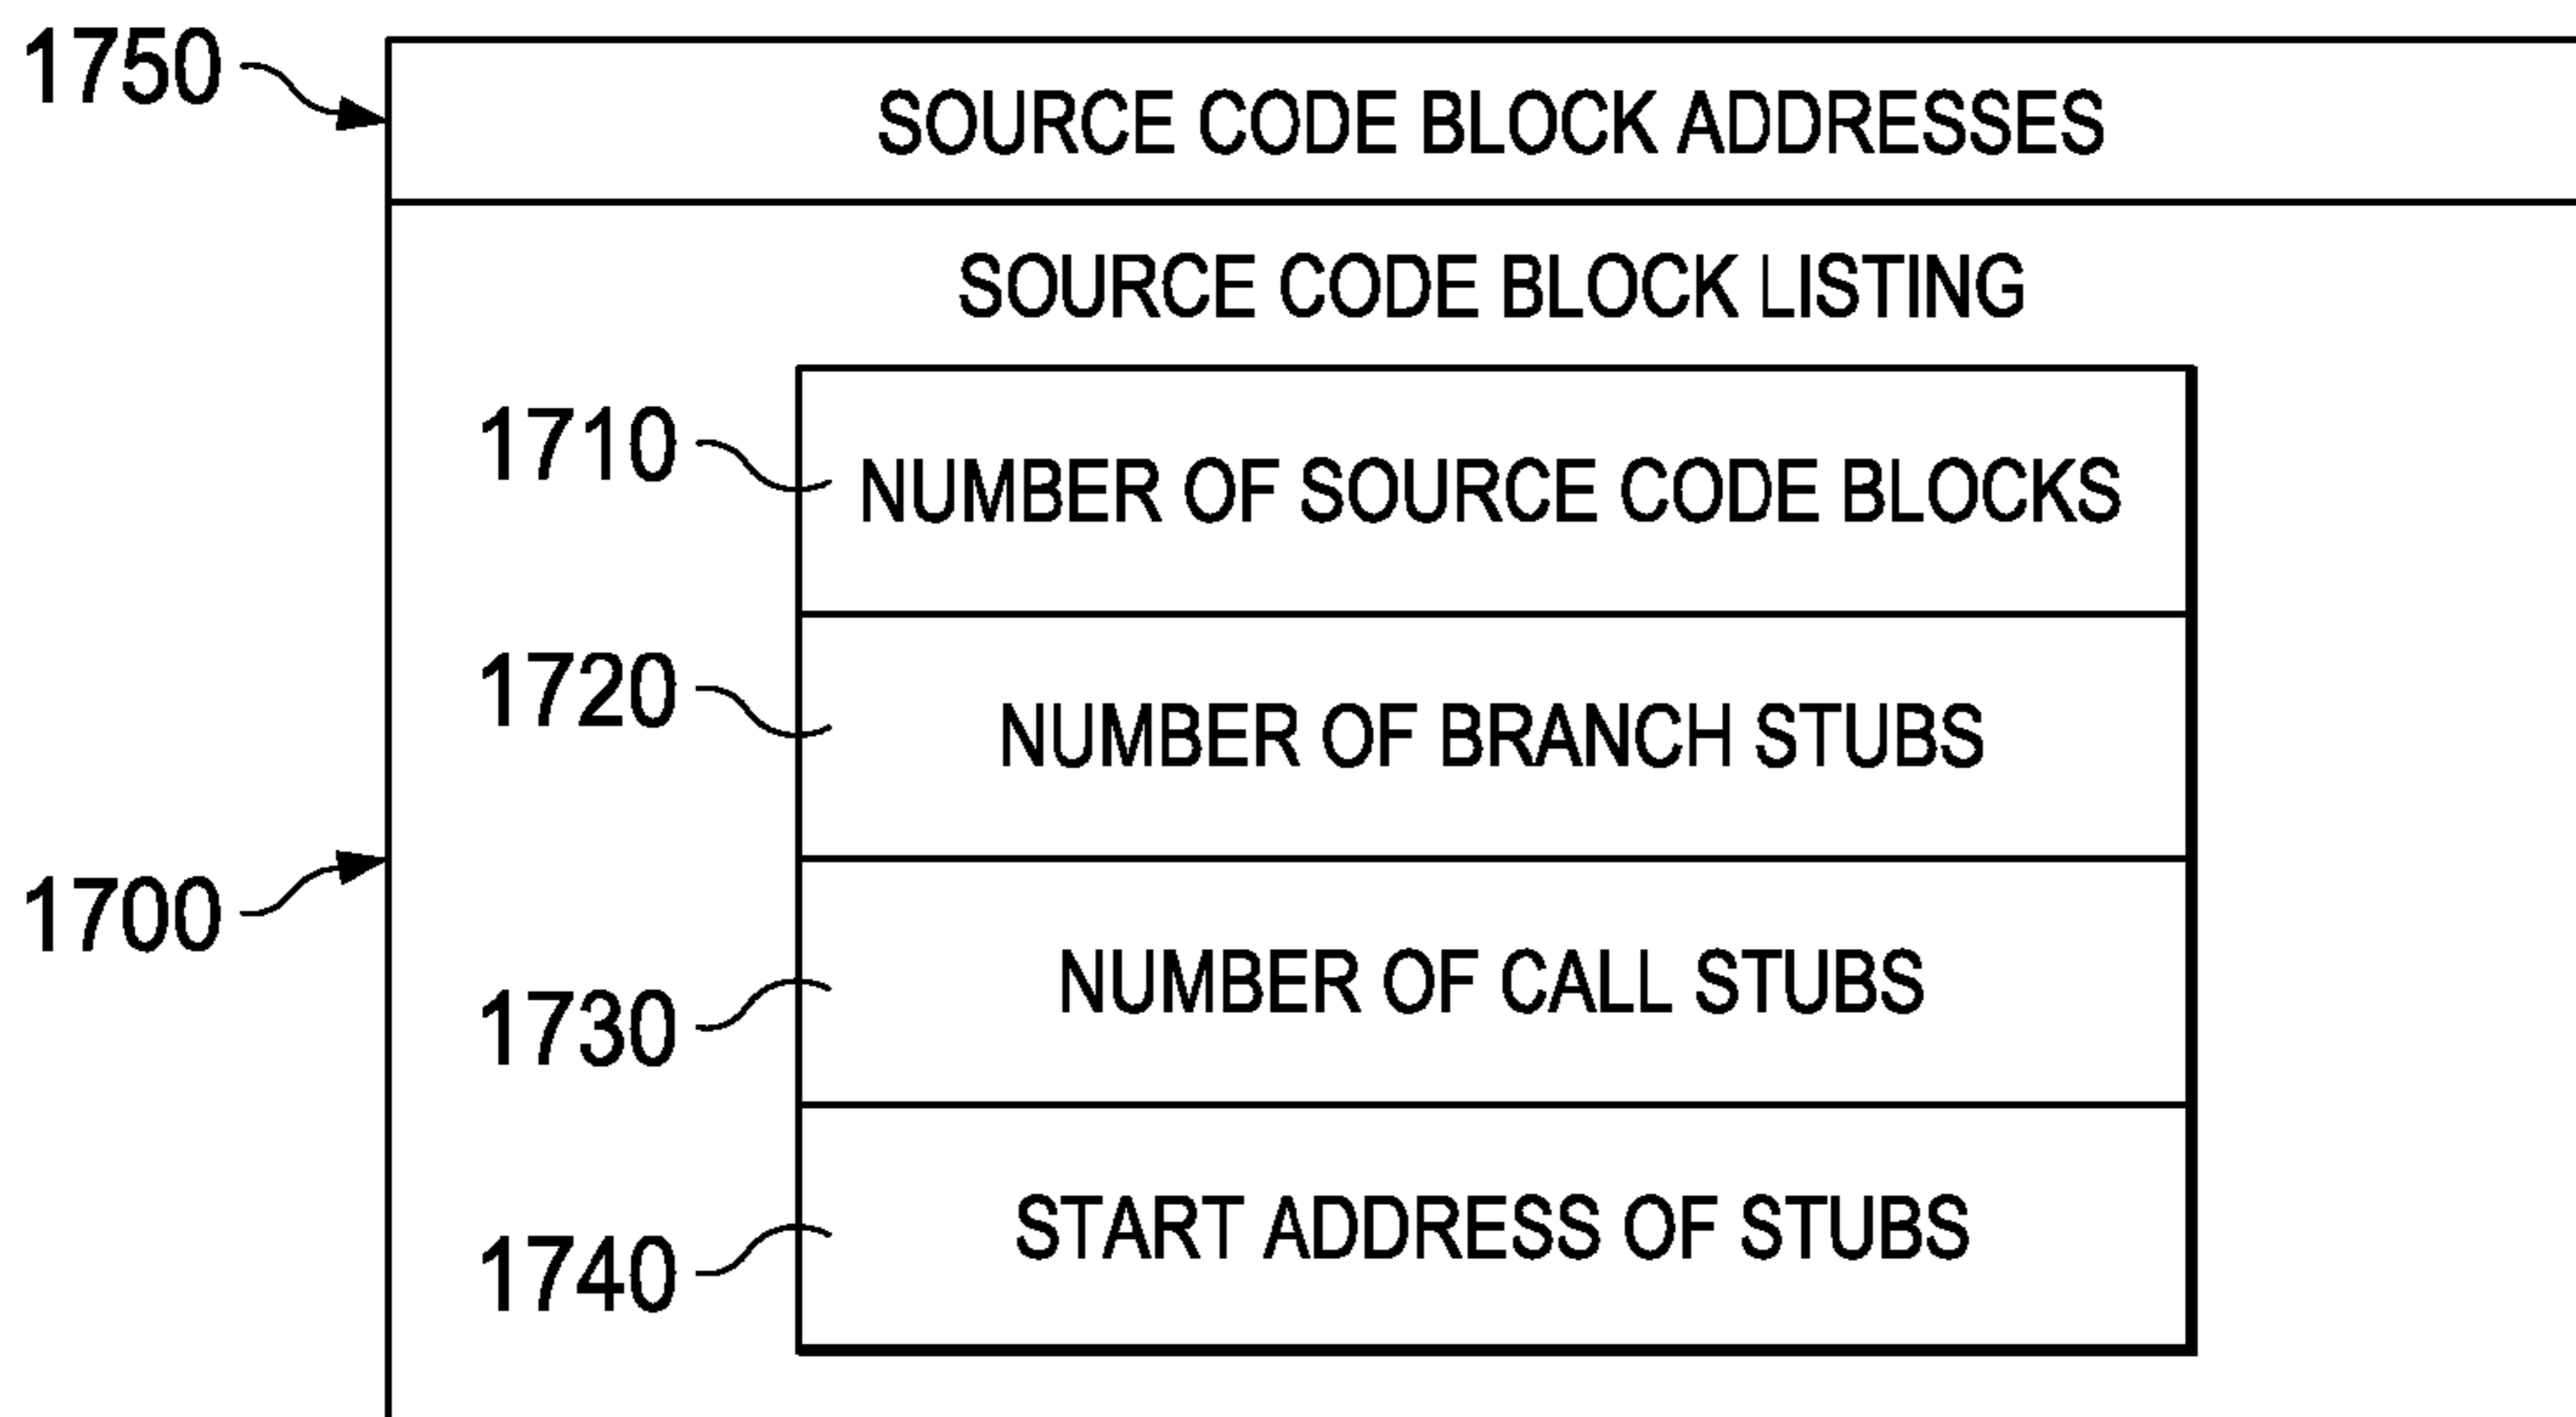 1750
SOURCE CODE BLOCK ADDRESSES
SOURCE CODE BLOCK LISTING
1710
NUMBER OF SOURCE CODE BLOCKS
1720
NUMBER OF BRANCH STUBS
1700
1730
NUMBER OF CALL STUBS
1740
START ADDRESS OF STUBS